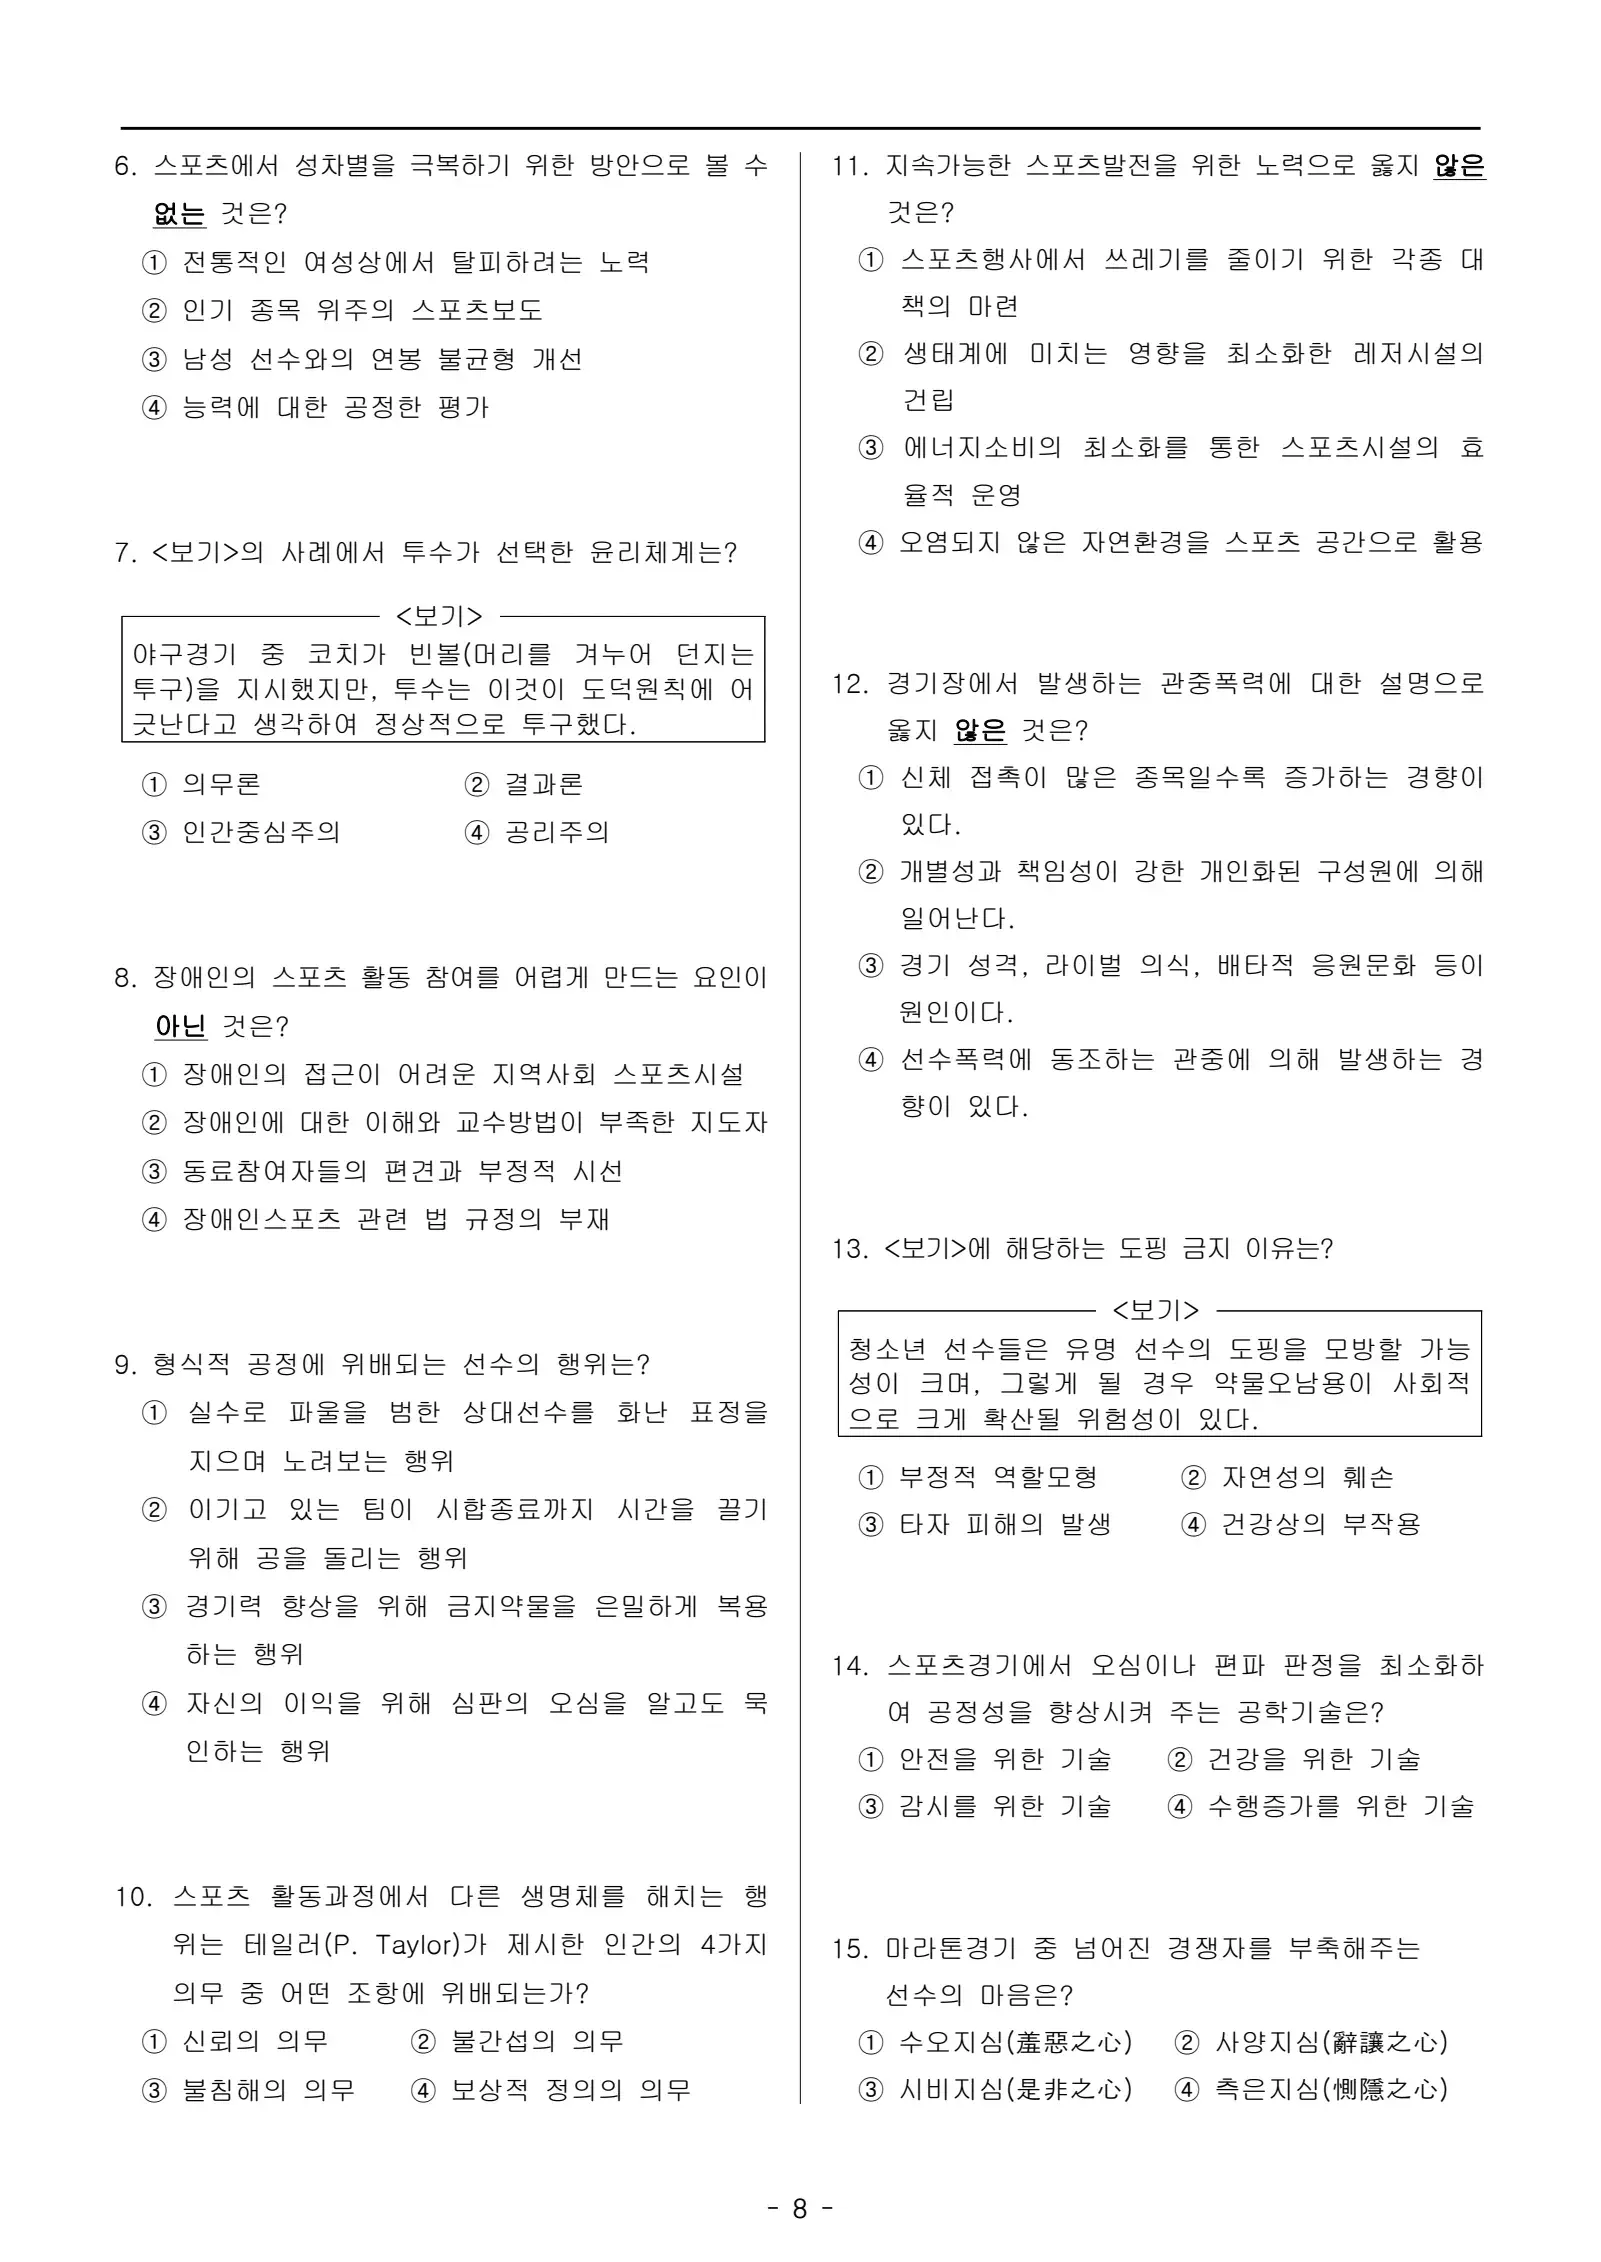 6. 스포츠에서 성차별을 극복하기 위한 방안으로 볼 수
없는 것은?
① 전통적인 여성상에서 탈피하려는 노력
② 인기 종목 위주의 스포츠보도
③ 남성 선수와의 연봉 불균형 개선
④ 능력에 대한 공정한 평가
7. <보기>의 사례에서 투수가 선택한 윤리체계는?
<보기>
야구경기 중 코치가 빈볼(머리를 겨누어 던지는
투구)을 지시했지만, 투수는 이것이 도덕원칙에 어
긋난다고 생각하여 정상적으로 투구했다.
① 의무론 ② 결과론
③ 인간중심주의 ④ 공리주의
8. 장애인의 스포츠 활동 참여를 어렵게 만드는 요인이
아닌 것은?
① 장애인의 접근이 어려운 지역사회 스포츠시설
② 장애인에 대한 이해와 교수방법이 부족한 지도자
③ 동료참여자들의 편견과 부정적 시선
④ 장애인스포츠 관련 법 규정의 부재
9. 형식적 공정에 위배되는 선수의 행위는?
① 실수로 파울을 범한 상대선수를 화난 표정을
지으며 노려보는 행위
② 이기고 있는 팀이 시합종료까지 시간을 끌기
위해 공을 돌리는 행위
③ 경기력 향상을 위해 금지약물을 은밀하게 복용
하는 행위
④ 자신의 이익을 위해 심판의 오심을 알고도 묵
인하는 행위
10. 스포츠 활동과정에서 다른 생명체를 해치는 행
위는 테일러(P. Taylor)가 제시한 인간의 4가지
의무 중 어떤 조항에 위배되는가?
① 신뢰의 의무 ② 불간섭의 의무
③ 불침해의 의무 ④ 보상적 정의의 의무
11. 지속가능한 스포츠발전을 위한 노력으로 옳지 않은
것은?
① 스포츠행사에서 쓰레기를 줄이기 위한 각종 대
책의 마련
② 생태계에 미치는 영향을 최소화한 레저시설의
건립
③ 에너지소비의 최소화를 통한 스포츠시설의 효
율적 운영
④ 오염되지 않은 자연환경을 스포츠 공간으로 활용
12. 경기장에서 발생하는 관중폭력에 대한 설명으로
옳지 않은 것은?
① 신체 접촉이 많은 종목일수록 증가하는 경향이
있다.
② 개별성과 책임성이 강한 개인화된 구성원에 의해
일어난다.
③ 경기 성격, 라이벌 의식, 배타적 응원문화 등이
원인이다.
④ 선수폭력에 동조하는 관중에 의해 발생하는 경
향이 있다.
13. <보기>에 해당하는 도핑 금지 이유는?
<보기>
청소년 선수들은 유명 선수의 도핑을 모방할 가능
성이 크며, 그렇게 될 경우 약물오남용이 사회적
으로 크게 확산될 위험성이 있다.
① 부정적 역할모형 ② 자연성의 훼손
③ 타자 피해의 발생 ④ 건강상의 부작용
14. 스포츠경기에서 오심이나 편파 판정을 최소화하
여 공정성을 향상시켜 주는 공학기술은?
① 안전을 위한 기술 ② 건강을 위한 기술
③ 감시를 위한 기술 ④ 수행증가를 위한 기술
15. 마라톤경기 중 넘어진 경쟁자를 부축해주는
선수의 마음은?
① 수오지심(羞惡之心) ② 사양지심(辭讓之心)
③ 시비지심(是非之心) ④ 측은지심(惻隱之心)
- 8 -